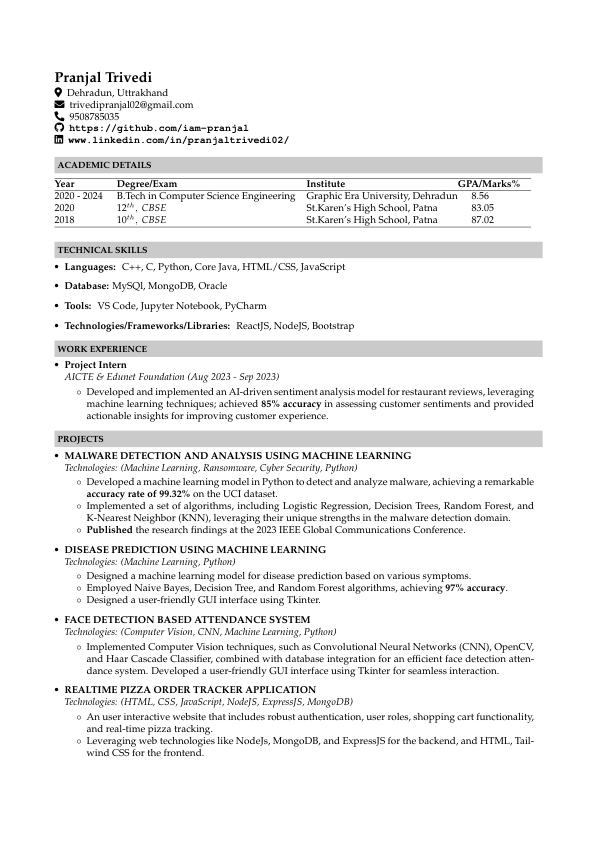 Pranjal Trivedi
Dehradun, Uttrakhand
trivedipranjal02@gmail.com
9508785035
https://github.com/iam-pranjal
www.linkedin.com/in/pranjaltrivedi02/
ACADEMIC DETAILS
Year Degree/Exam Institute GPA/Marks%
2020 - 2024 B.Tech in Computer Science Engineering Graphic Era University, Dehradun 8.56
2020 12th, CBSE St.Karen's High School, Patna 83.05
2018 10th, CBSE St.Karen's High School, Patna 87.02
TECHNICAL SKILLS
• Languages: C++, C, Python, Core Java, HTML/CSS, JavaScript
• Database: MySQl, MongoDB, Oracle
• Tools: VS Code, Jupyter Notebook, PyCharm
• Technologies/Frameworks/Libraries: ReactJS, NodeJS, Bootstrap
WORK EXPERIENCE
• Project Intern
AICTE & Edunet Foundation (Aug 2023 - Sep 2023)
◦ Developed and implemented an AI-driven sentiment analysis model for restaurant reviews, leveraging
machine learning techniques; achieved 85% accuracy in assessing customer sentiments and provided
actionable insights for improving customer experience.
PROJECTS
• MALWARE DETECTION AND ANALYSIS USING MACHINE LEARNING
Technologies: (Machine Learning, Ransomware, Cyber Security, Python)
◦ Developed a machine learning model in Python to detect and analyze malware, achieving a remarkable
accuracy rate of 99.32% on the UCI dataset.
◦ Implemented a set of algorithms, including Logistic Regression, Decision Trees, Random Forest, and
K-Nearest Neighbor (KNN), leveraging their unique strengths in the malware detection domain.
◦ Published the research findings at the 2023 IEEE Global Communications Conference.
• DISEASE PREDICTION USING MACHINE LEARNING
Technologies: (Machine Learning, Python)
◦ Designed a machine learning model for disease prediction based on various symptoms.
◦ Employed Naive Bayes, Decision Tree, and Random Forest algorithms, achieving 97% accuracy.
◦ Designed a user-friendly GUI interface using Tkinter.
• FACE DETECTION BASED ATTENDANCE SYSTEM
Technologies: (Computer Vision, CNN, Machine Learning, Python)
◦ Implemented Computer Vision techniques, such as Convolutional Neural Networks (CNN), OpenCV,
and Haar Cascade Classifier, combined with database integration for an efficient face detection atten-
dance system. Developed a user-friendly GUI interface using Tkinter for seamless interaction.
• REALTIME PIZZA ORDER TRACKER APPLICATION
Technologies: (HTML, CSS, JavaScript, NodeJS, ExpressJS, MongoDB)
◦ An user interactive website that includes robust authentication, user roles, shopping cart functionality,
and real-time pizza tracking.
◦ Leveraging web technologies like NodeJs, MongoDB, and ExpressJS for the backend, and HTML, Tail-
wind CSS for the frontend.